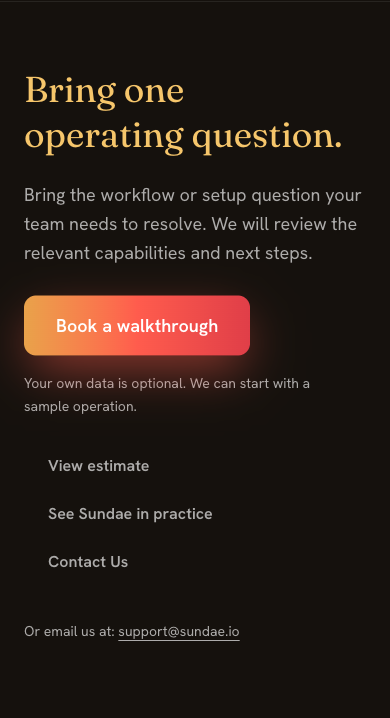 Bring one
operating question.
Bring the workflow or setup question your
team needs to resolve. We will review the
relevant capabilities and next steps.
Book a walkthrough
Your own data is optional. We can start with a
sample operation.
View estimate
See Sundae in practice
Contact Us
Or email us at: support@sundae.io